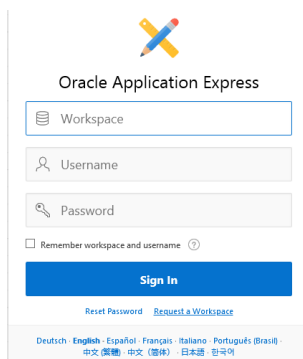 Oracle Application Express
Workspace
Username
Password
Remember workspace and username ?
Sign In
Reset Password Request a Workspace
Deutsch · English · Español · Français · Italiano · Português (Brasil) ·
中文 (繁體) · 中文 (简体) · 日本語 · 한국어